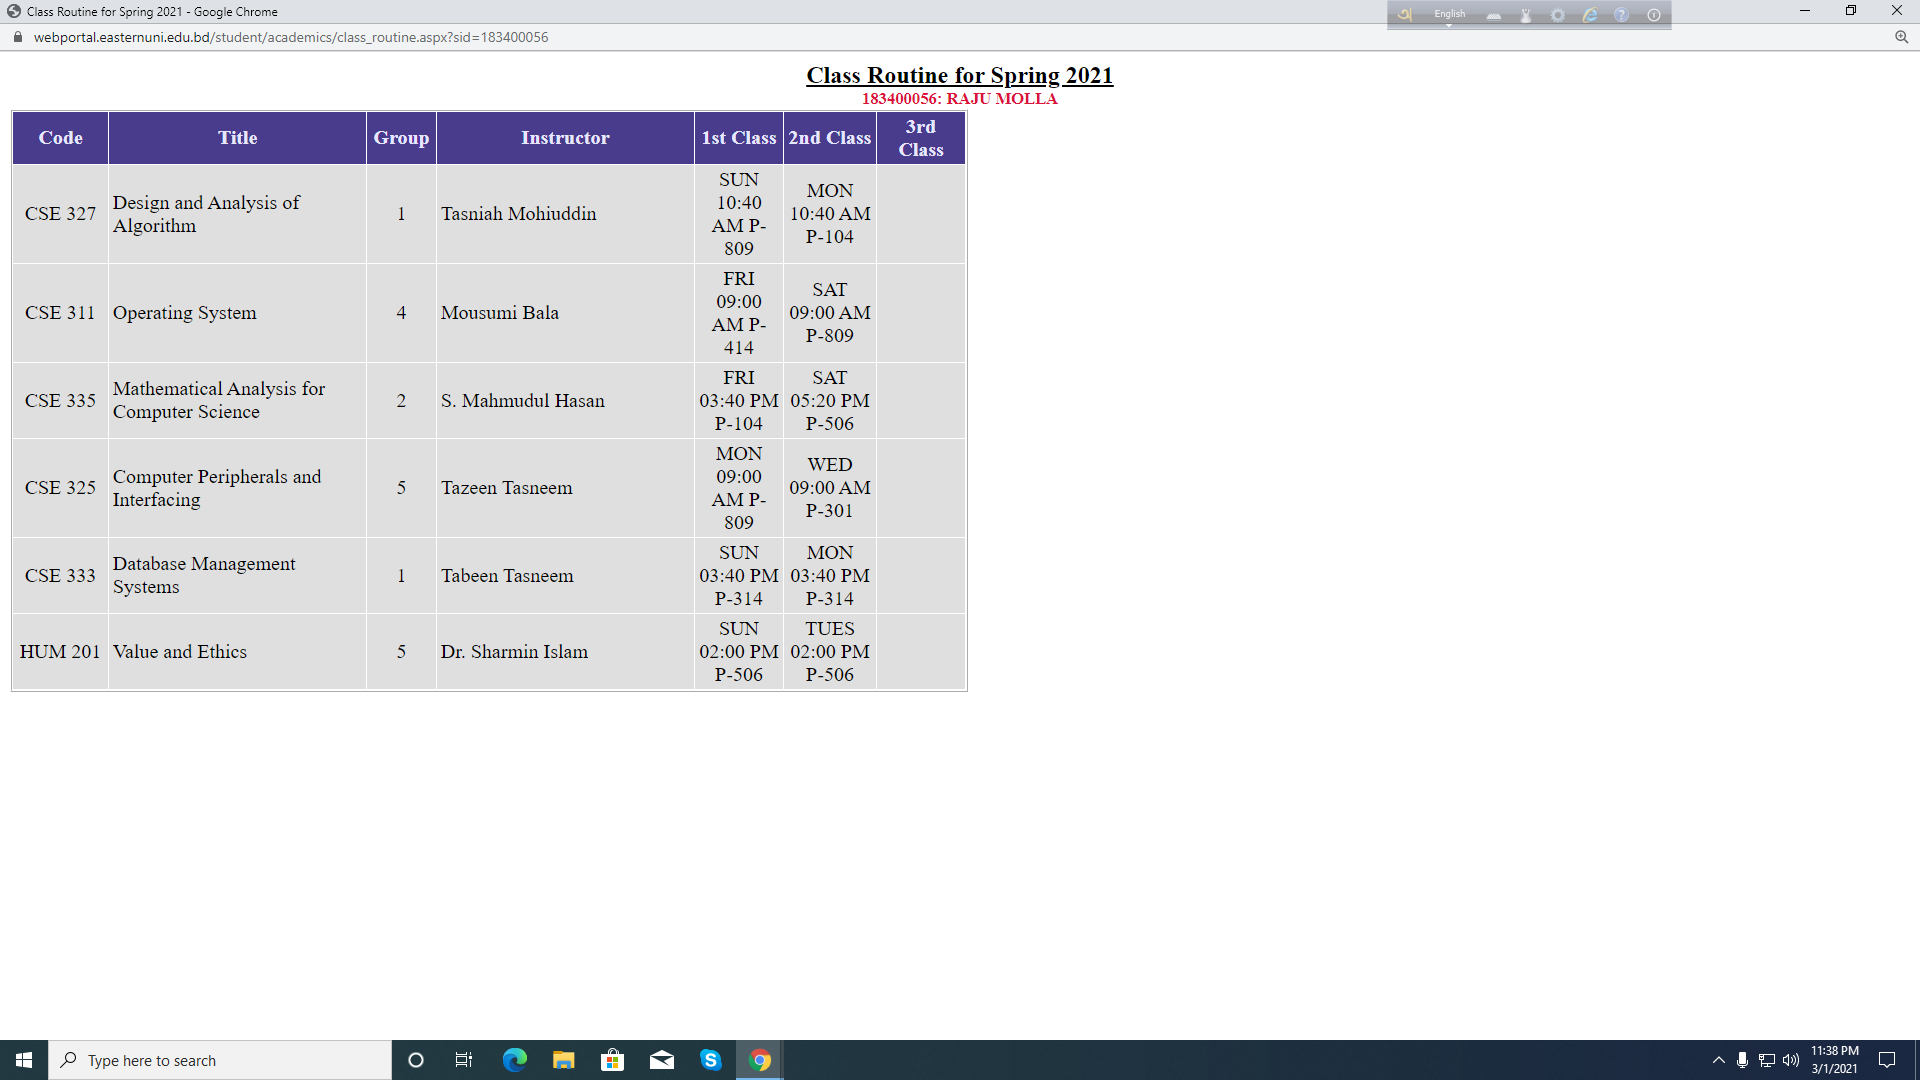 Class Routine for Spring 2021 - Google Chrome
English
webportal.easternuni.edu.bd/student/academics/class_routine.aspx?sid=183400056
Class Routine for Spring 2021
183400056: RAJU MOLLA
Code Title Group Instructor 1st Class 2nd Class 3rd Class
CSE 327 Design and Analysis of Algorithm 1 Tasniah Mohiuddin SUN 10:40 AM P-809 MON 10:40 AM P-104
CSE 311 Operating System 4 Mousumi Bala FRI 09:00 AM P-414 SAT 09:00 AM P-809
CSE 335 Mathematical Analysis for Computer Science 2 S. Mahmudul Hasan FRI 03:40 PM P-104 SAT 05:20 PM P-506
CSE 325 Computer Peripherals and Interfacing 5 Tazeen Tasneem MON 09:00 AM P-809 WED 09:00 AM P-301
CSE 333 Database Management Systems 1 Tabeen Tasneem SUN 03:40 PM P-314 MON 03:40 PM P-314
HUM 201 Value and Ethics 5 Dr. Sharmin Islam SUN 02:00 PM P-506 TUES 02:00 PM P-506
Type here to search
11:38 PM
3/1/2021